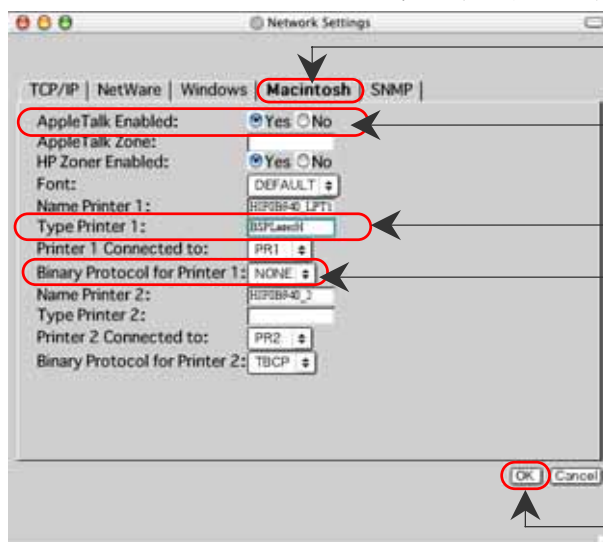 Network Settings
TCP/IP | NetWare | Windows | Macintosh | SNMP |
AppleTalk Enabled: Yes No
AppleTalk Zone:
HP Zoner Enabled: Yes No
Font: DEFAULT
Name Printer 1:
Type Printer 1:
Printer 1 Connected to: PR1
Binary Protocol for Printer 1: NONE
Name Printer 2:
Type Printer 2:
Printer 2 Connected to: PR2
Binary Protocol for Printer 2: TBCP
OK Cancel